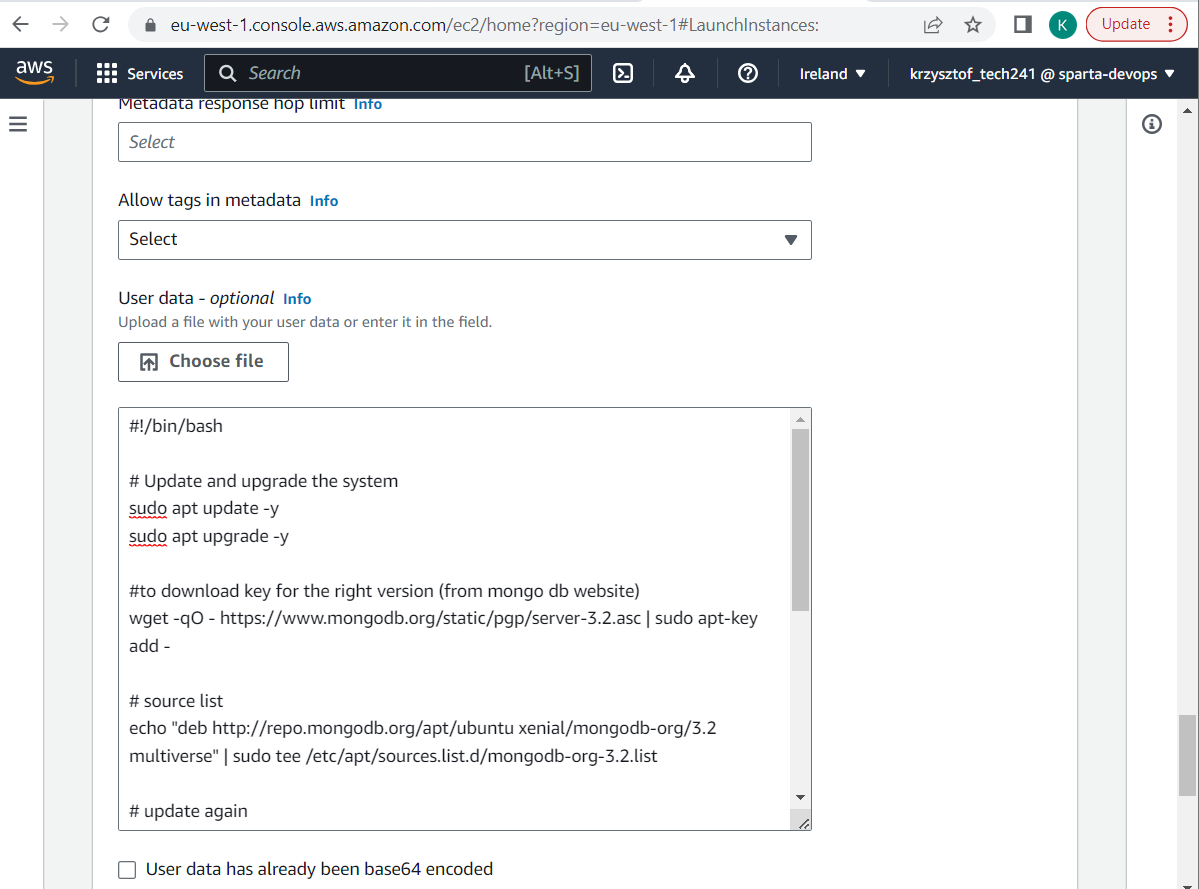 eu-west-1.console.aws.amazon.com/ec2/home?region=eu-west-1#LaunchInstances:
K
Update
aws
Services
Search
[Alt+S]
Ireland
krzysztof_tech241 @ sparta-devops
Metadata response hop limit Info
Select
Allow tags in metadata Info
Select
User data - optional Info
Upload a file with your user data or enter it in the field.
Choose file
#!/bin/bash
# Update and upgrade the system
sudo apt update -y
sudo apt upgrade -y
#to download key for the right version (from mongo db website)
wget -qO - https://www.mongodb.org/static/pgp/server-3.2.asc | sudo apt-key
add -
# source list
echo "deb http://repo.mongodb.org/apt/ubuntu xenial/mongodb-org/3.2
multiverse" | sudo tee /etc/apt/sources.list.d/mongodb-org-3.2.list
# update again
User data has already been base64 encoded